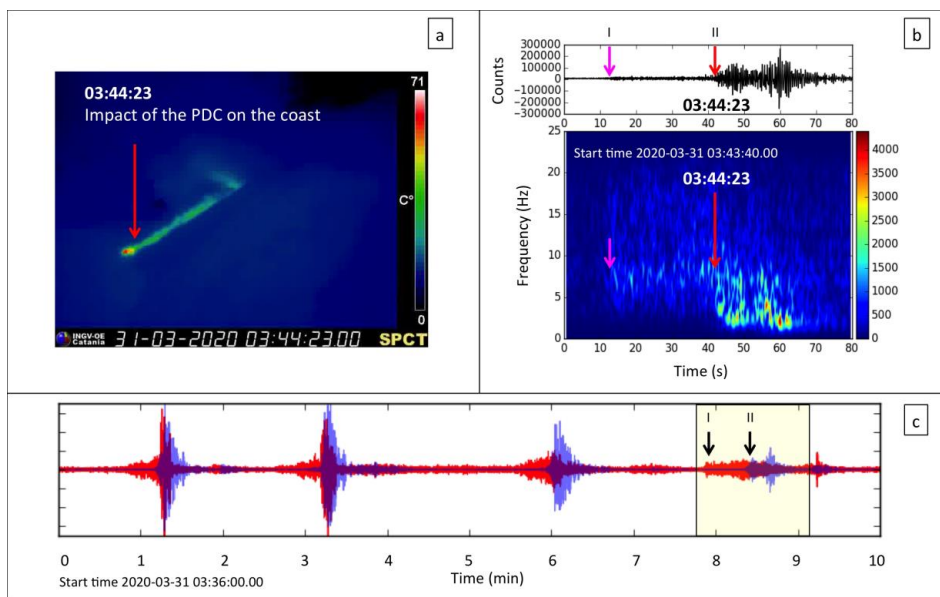 a
03:44:23
Impact of the PDC on the coast
71
C°
0
INGV-OE
Catania
31-03-2020 03:44:23.00
SPCT
b
I II
300000
200000
100000
0
−100000
−200000
−300000
Counts
03:44:23
0 10 20 30 40 50 60 70 80
25
20
15
10
5
0
Frequency (Hz)
Start time 2020-03-31 03:43:40.00
03:44:23
4000
3500
3000
2500
2000
1500
1000
500
0
0 10 20 30 40 50 60 70 80
Time (s)
c
I II
0 1 2 3 4 5 6 7 8 9 10
Time (min)
Start time 2020-03-31 03:36:00.00